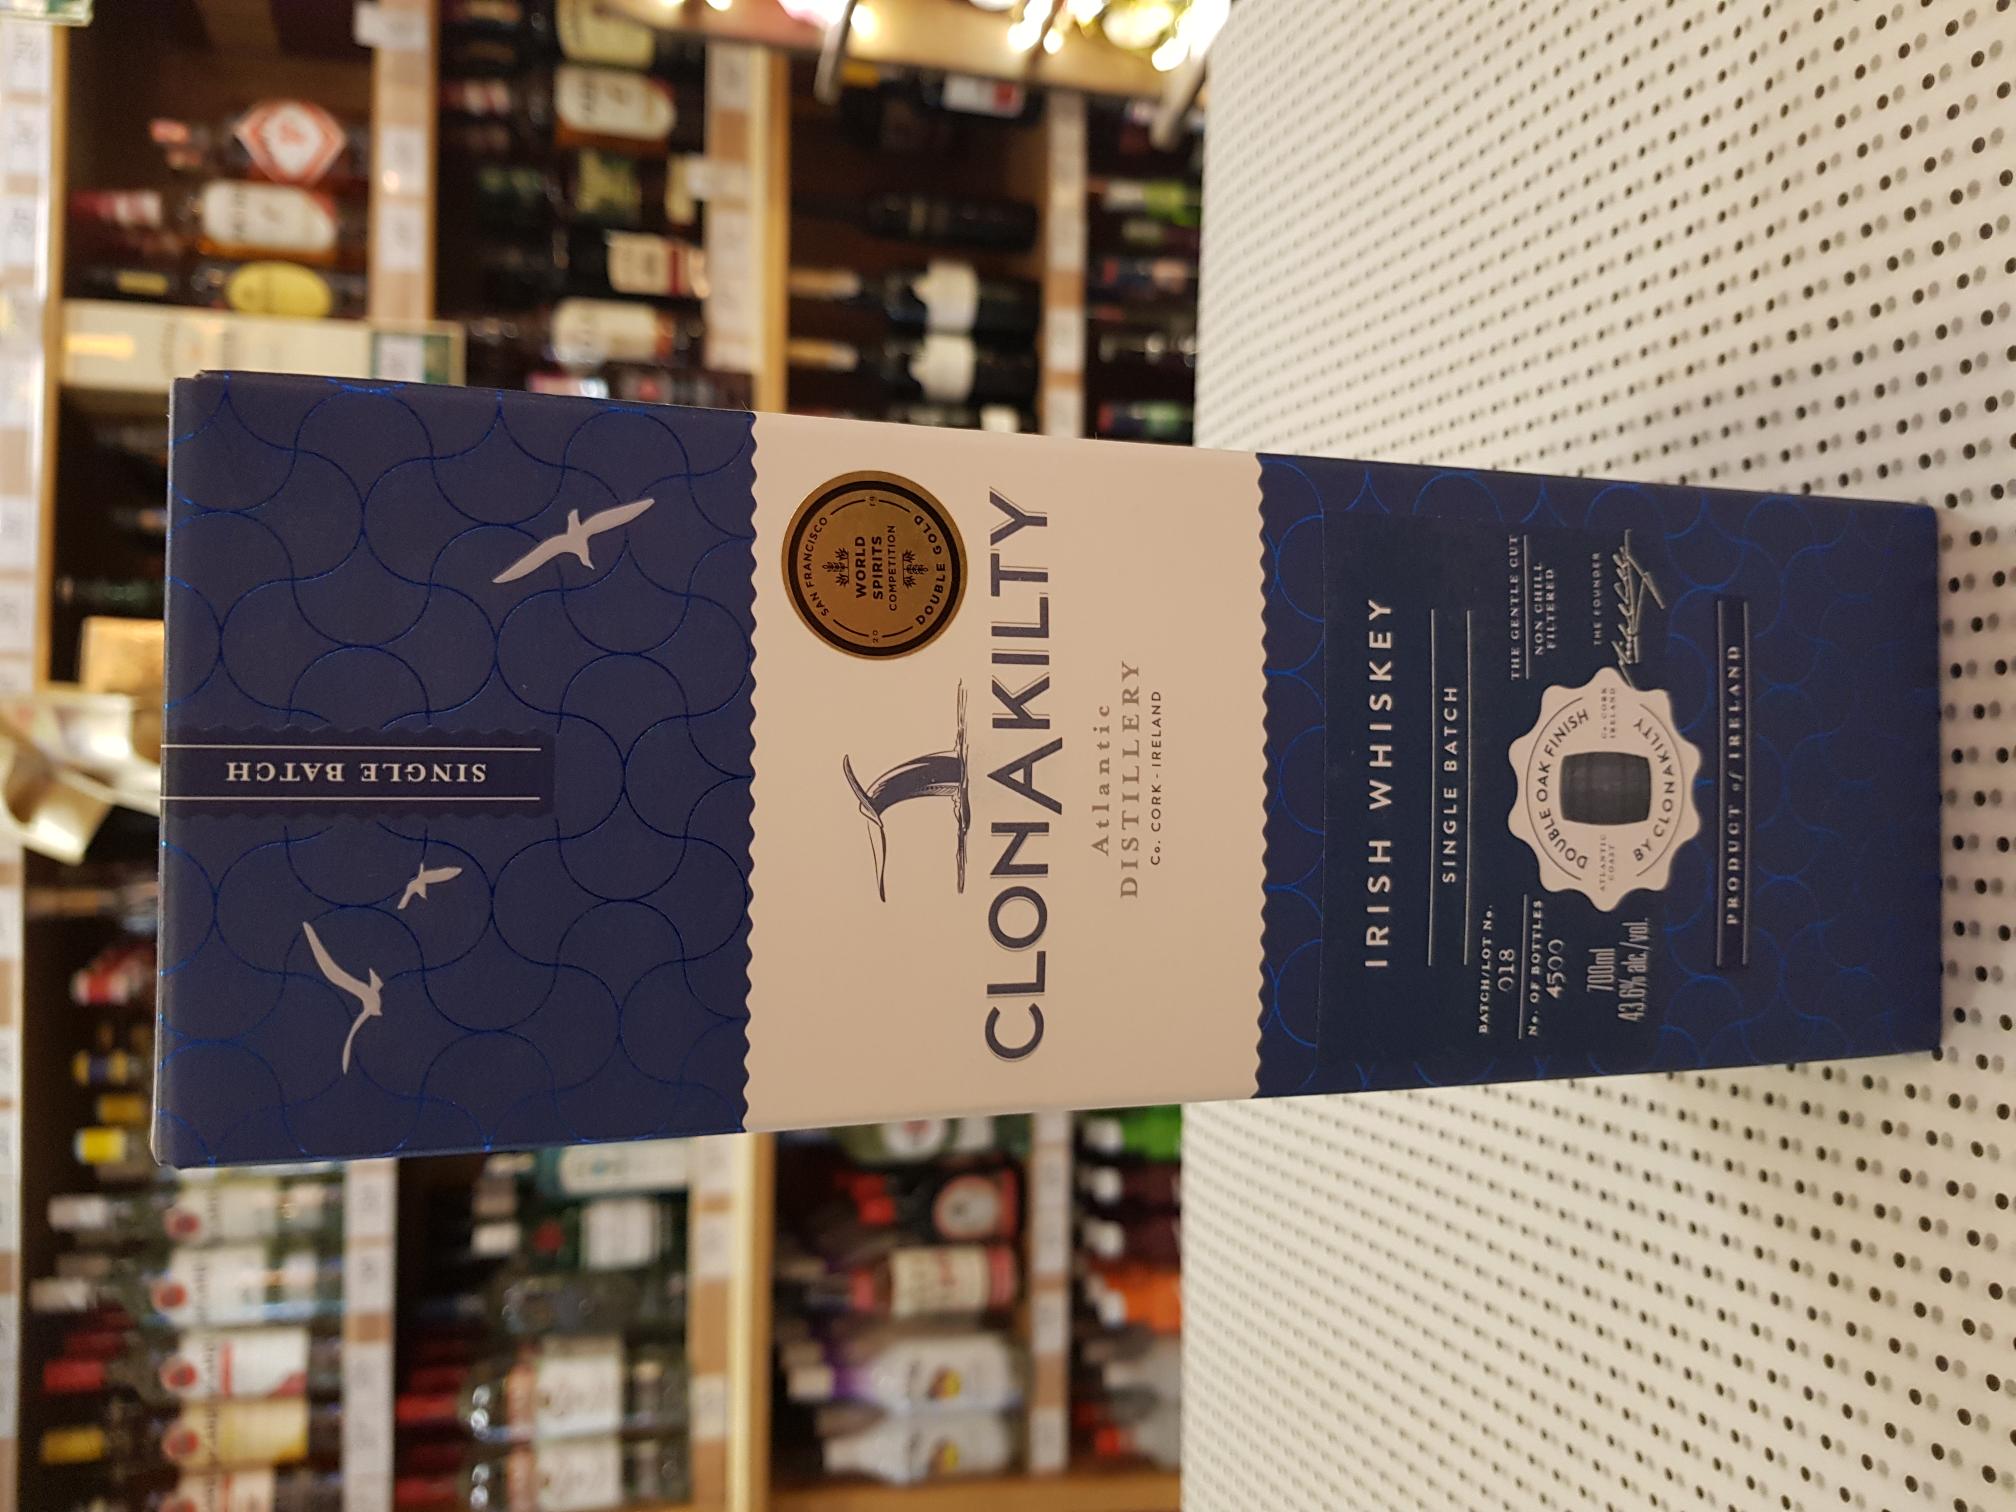 SINGLE BATCH
SAN FRANCISCO
WORLD
SPIRITS
COMPETITION
20 19
DOUBLE GOLD
CLONAKILTY
Atlantic
DISTILLERY
Co. CORK - IRELAND
IRISH WHISKEY
SINGLE BATCH
BATCH/LOT No.
018
No. OF BOTTLES
4500
700ml
43.6% alc./vol.
DOUBLE OAK FINISH
ATLANTIC
COAST
Co. CORK
IRELAND
BY CLONAKILTY
THE GENTLE CUT
NON CHILL
FILTERED
THE FOUNDER
PRODUCT of IRELAND